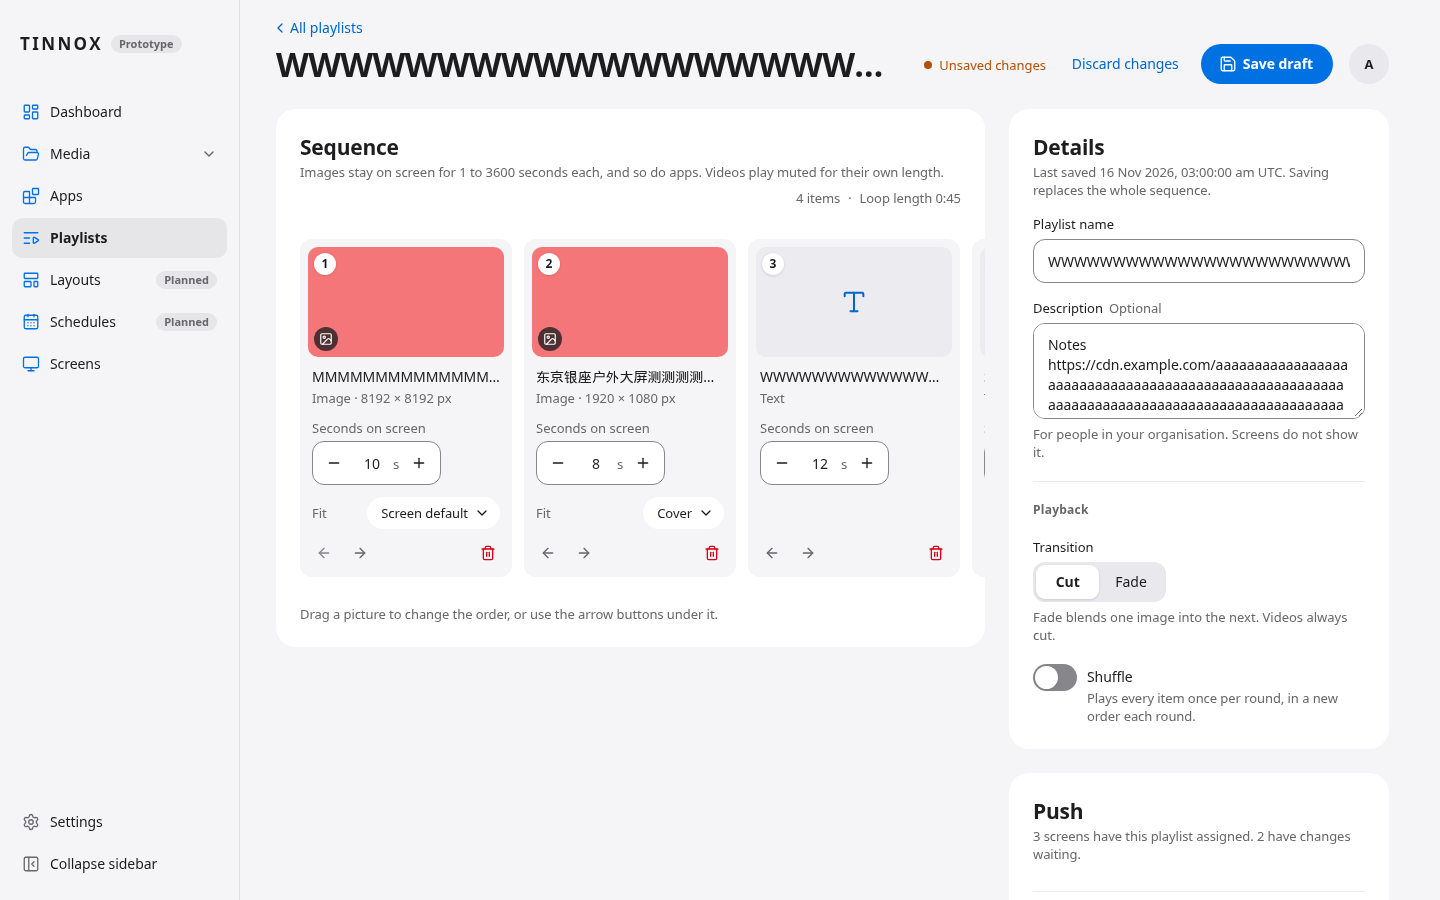 TINNOX Prototype
Dashboard
Media
Apps
Playlists
Layouts Planned
Schedules Planned
Screens
Settings
Collapse sidebar
All playlists
WWWWWWWWWWWWWWWWWW...
Unsaved changes
Discard changes
Save draft
A
Sequence
Images stay on screen for 1 to 3600 seconds each, and so do apps. Videos play muted for their own length.
4 items · Loop length 0:45
1
MMMMMMMMMMMMMM...
Image · 8192 × 8192 px
Seconds on screen
10 s
Fit Screen default
2
东京银座户外大屏测测测测...
Image · 1920 × 1080 px
Seconds on screen
8 s
Fit Cover
3
WWWWWWWWWWWWW...
Text
Seconds on screen
12 s
Drag a picture to change the order, or use the arrow buttons under it.
Details
Last saved 16 Nov 2026, 03:00:00 am UTC. Saving
replaces the whole sequence.
Playlist name
WWWWWWWWWWWWWWWWWWWWWWWW
Description Optional
Notes
https://cdn.example.com/aaaaaaaaaaaaaaaaa
aaaaaaaaaaaaaaaaaaaaaaaaaaaaaaaaaaaaaa
aaaaaaaaaaaaaaaaaaaaaaaaaaaaaaaaaaaaaa
For people in your organisation. Screens do not show
it.
Playback
Transition
Cut Fade
Fade blends one image into the next. Videos always
cut.
Shuffle
Plays every item once per round, in a new
order each round.
Push
3 screens have this playlist assigned. 2 have changes
waiting.